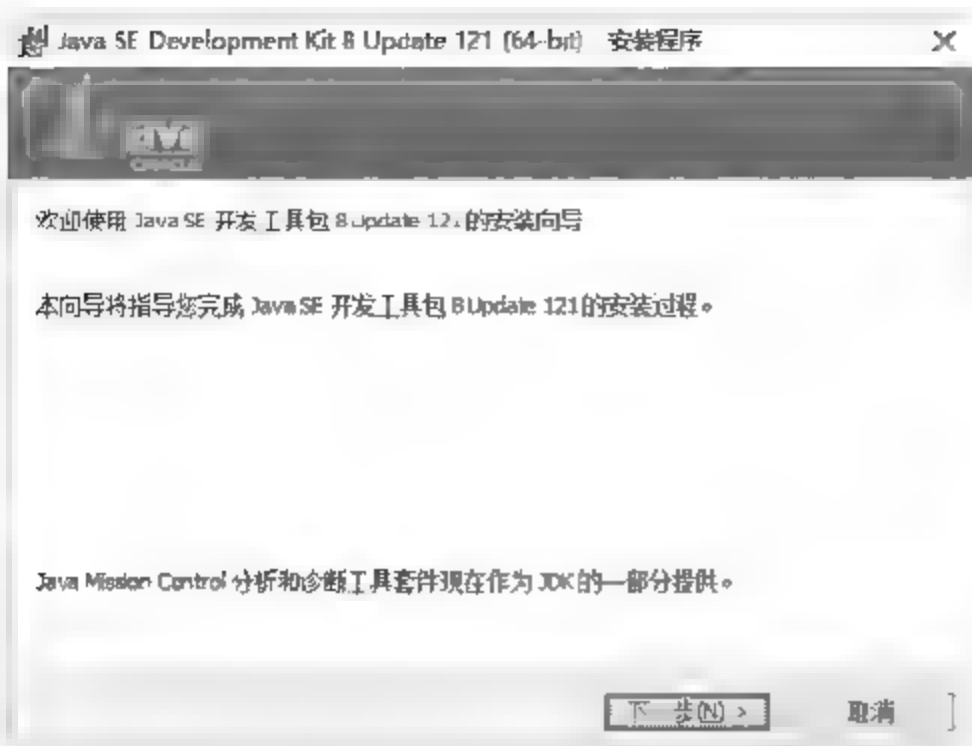 Java SE Development Kit 8 Update 121 (64-bit) 安装程序
ORACLE
欢迎使用 Java SE 开发工具包 8 Update 121 的安装向导
本向导将指导您完成 Java SE 开发工具包 8 Update 121 的安装过程。
Java Mission Control 分析和诊断工具套件现在作为 JDK 的一部分提供。
下一步(N) >
取消